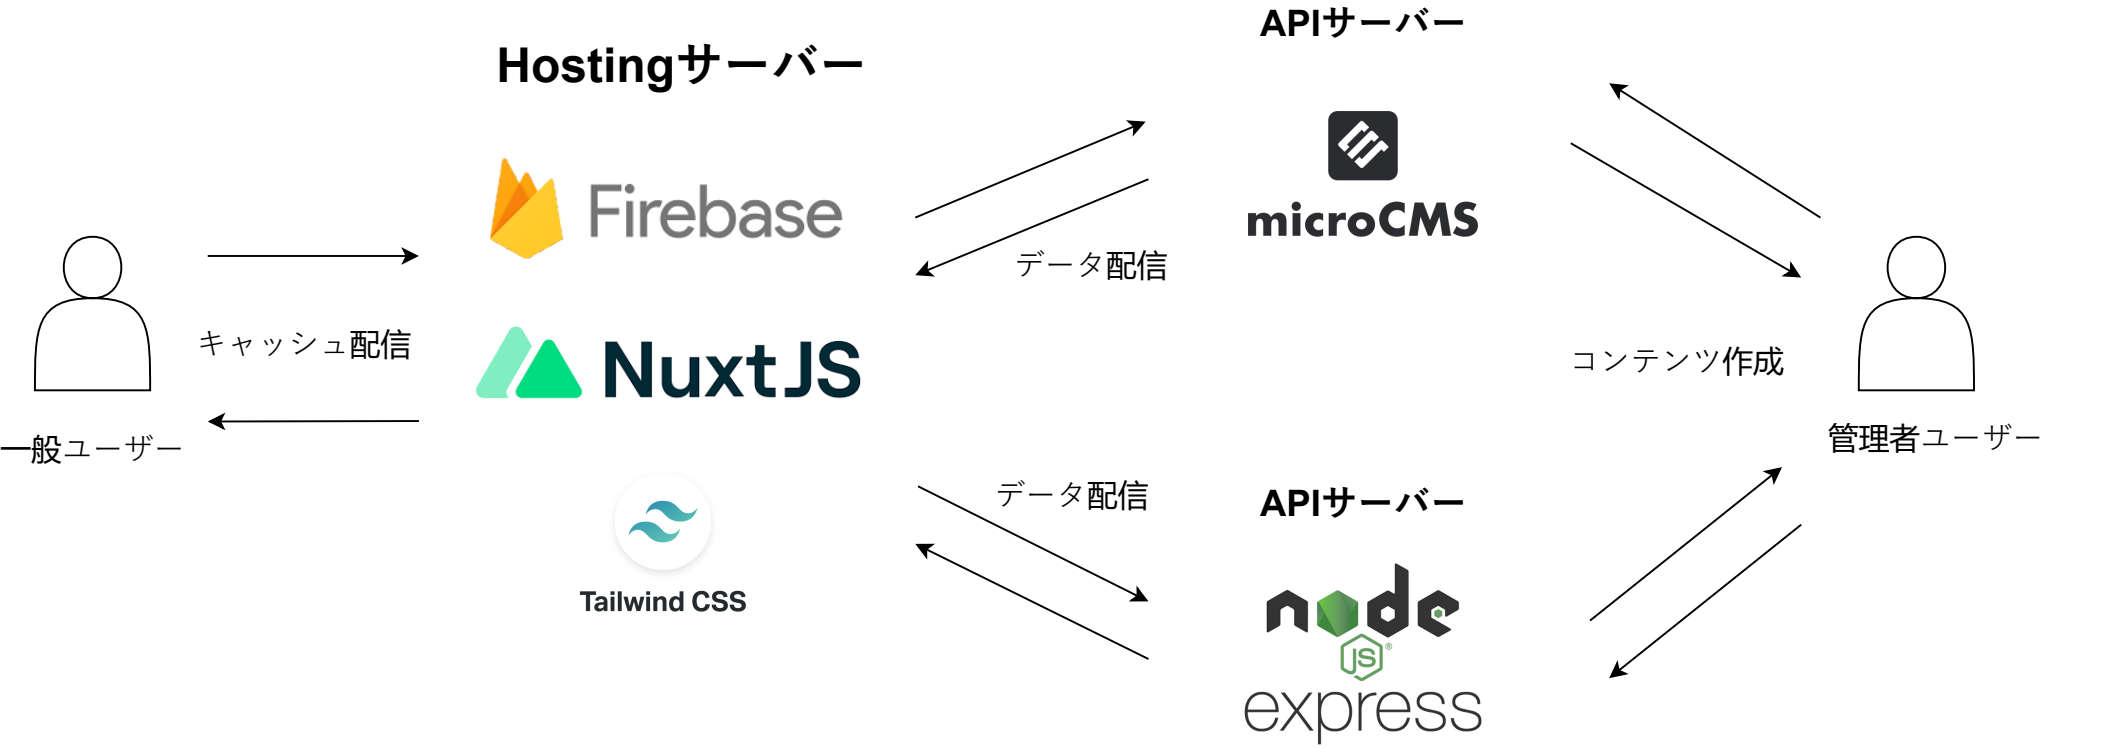 APIサーバー
Hostingサーバー
Firebase
microCMS
データ配信
キャッシュ配信
NuxtJS
コンテンツ作成
一般ユーザー
管理者ユーザー
データ配信
APIサーバー
Tailwind CSS
node
JS®
express